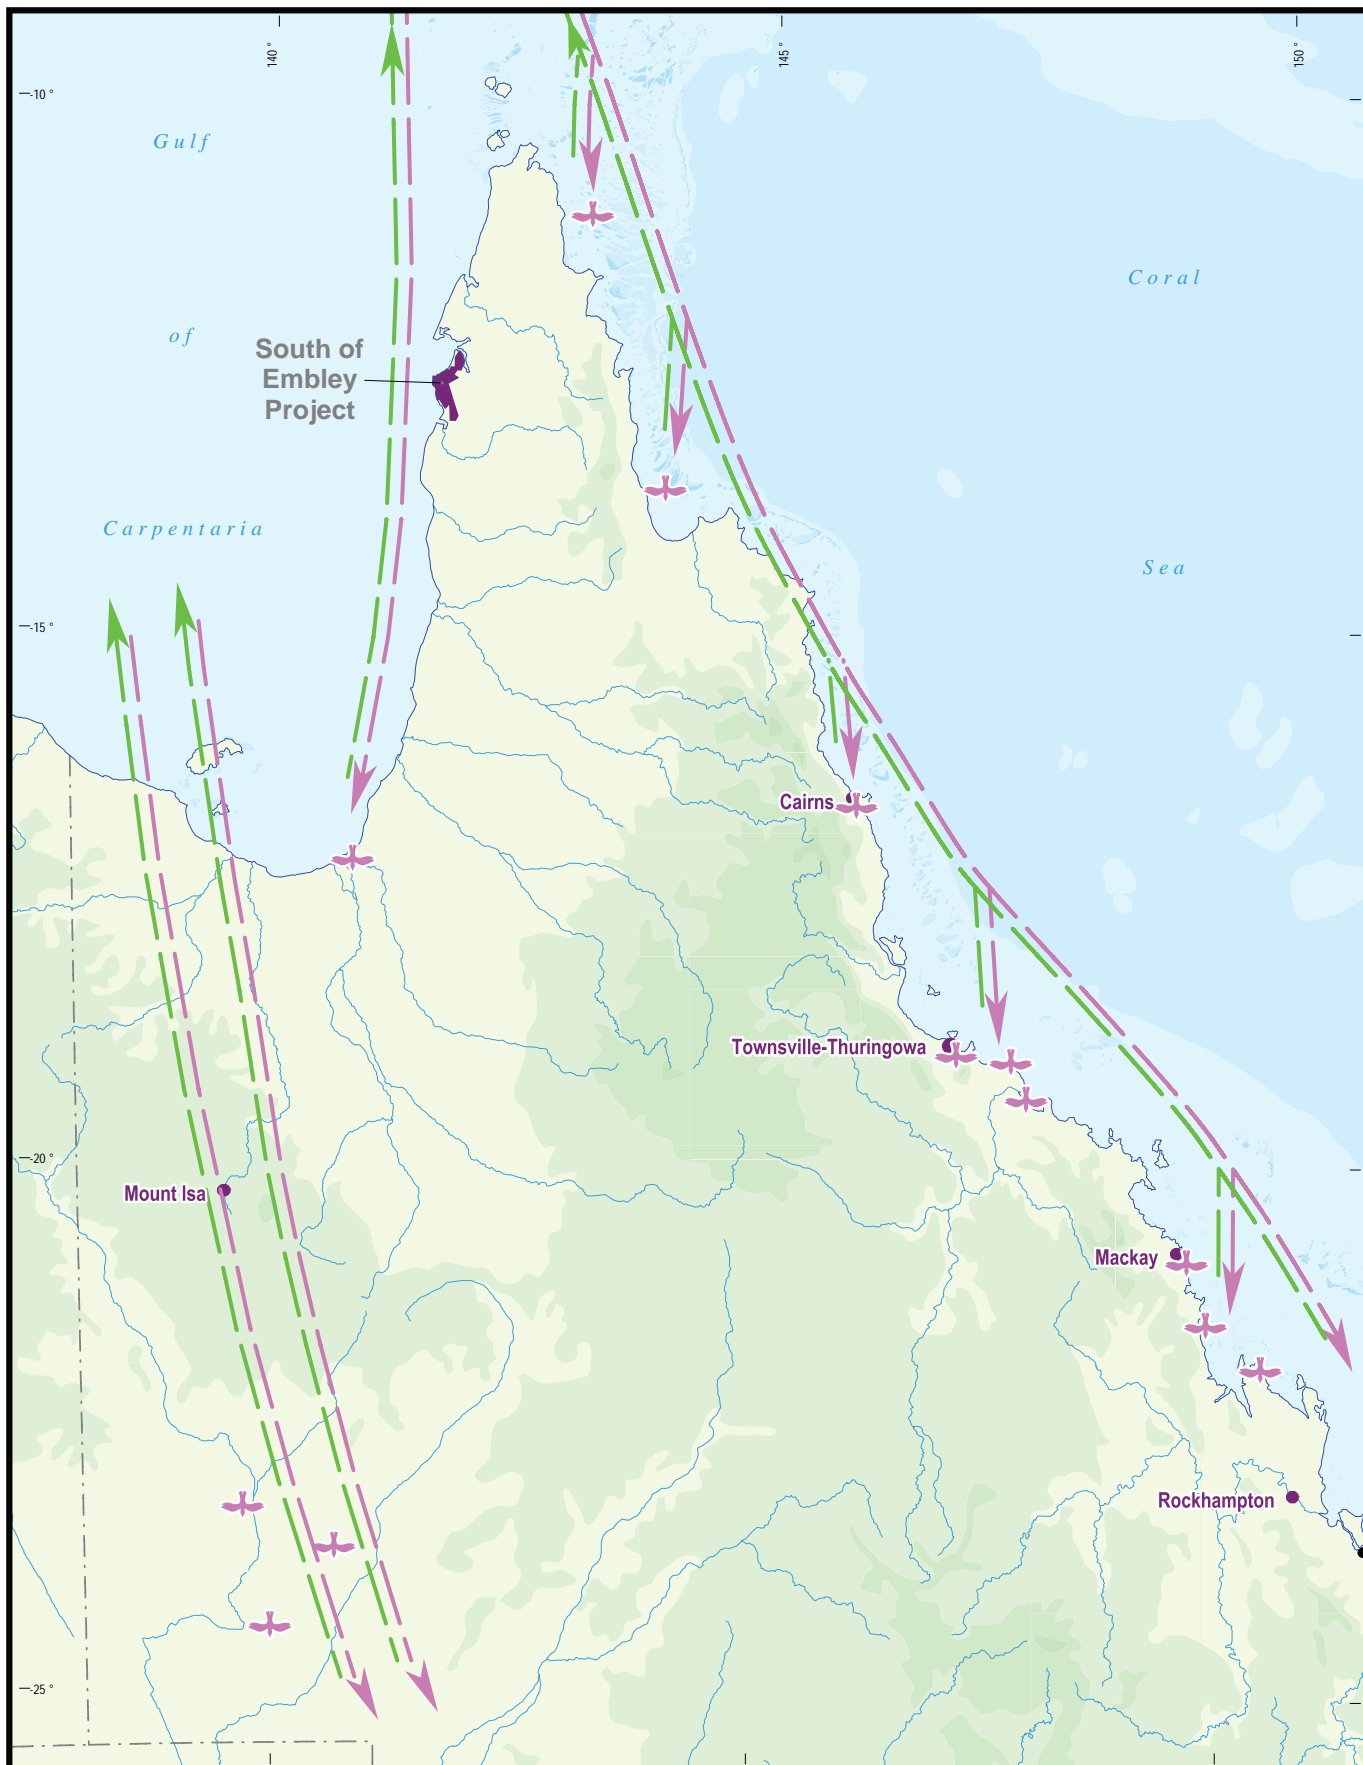 140 °
145 °
150 °
-10 °
Gulf
Coral
of
South of
Embley
Project
Carpentaria
Sea
-15 °
Cairns
Townsville-Thuringowa
-20 °
Mount Isa
Mackay
Rockhampton
-25 °